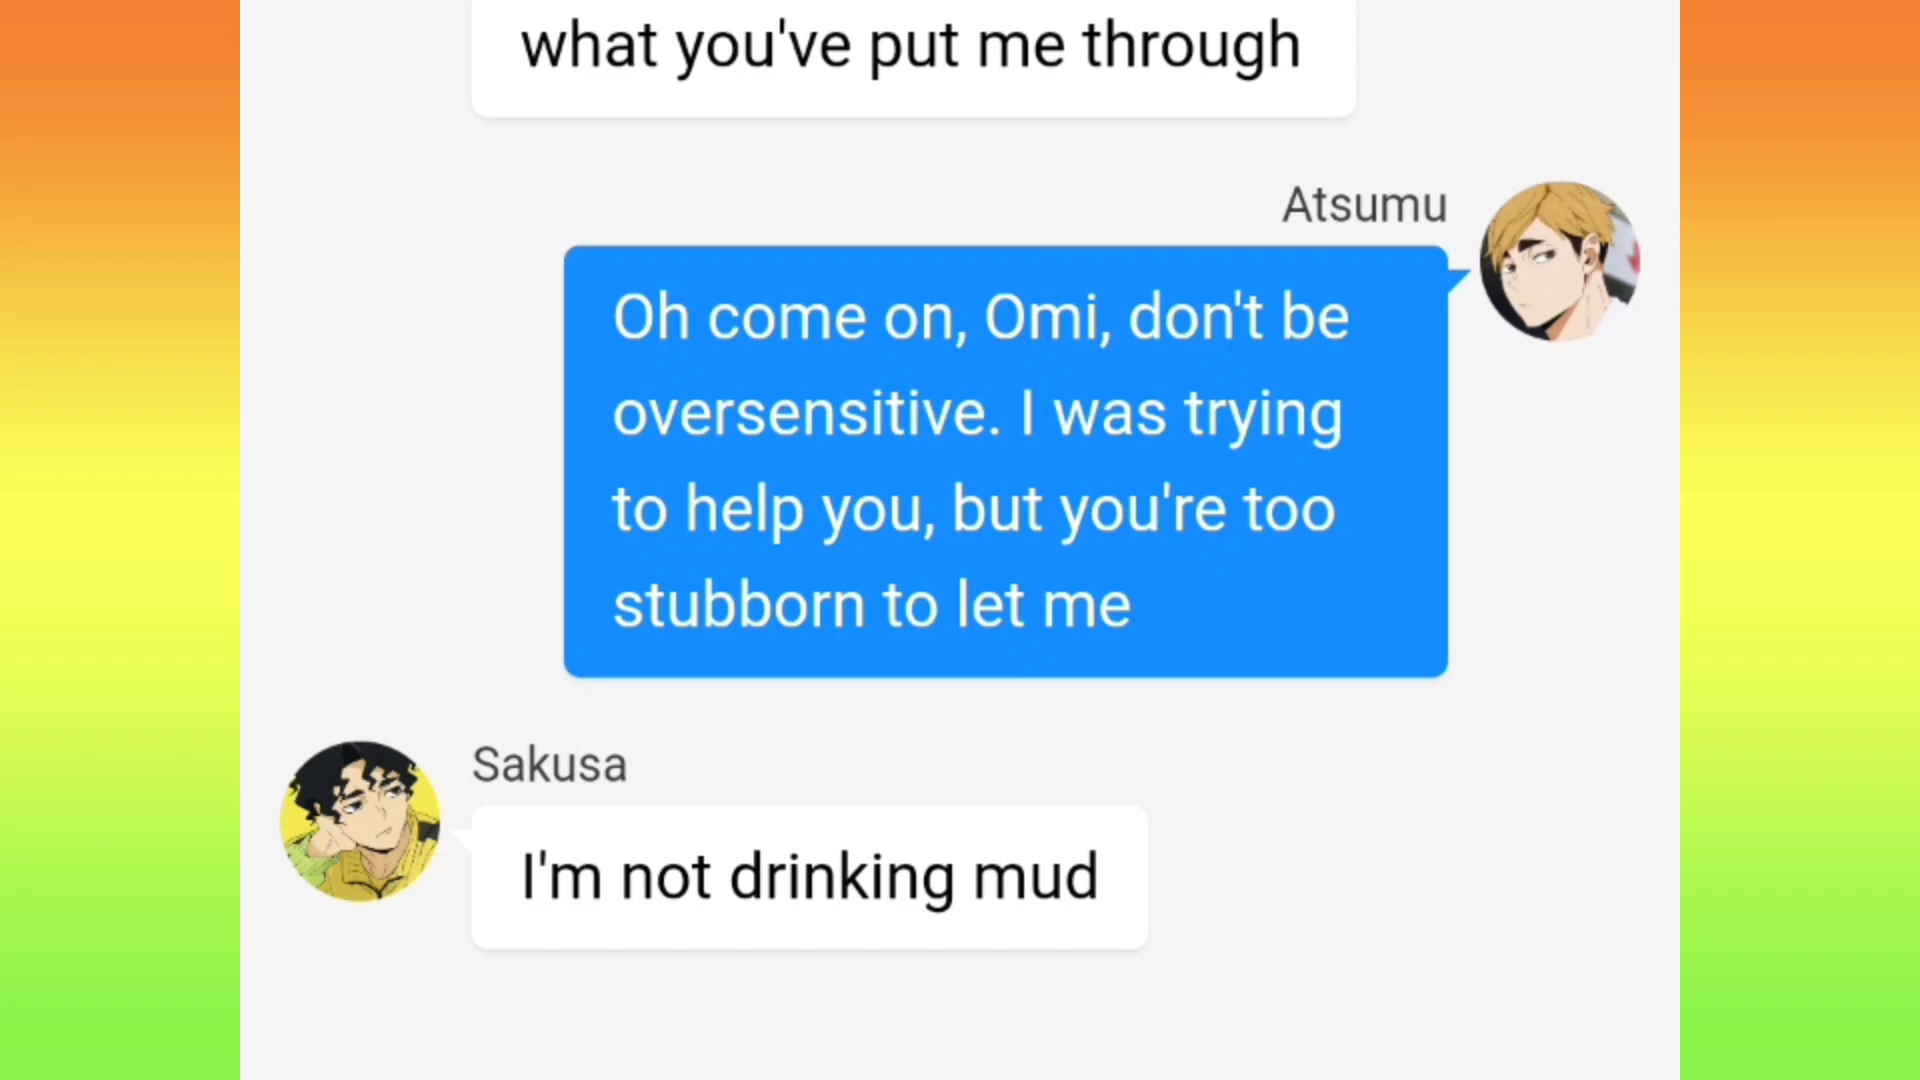 what you've put me through
Atsumu
Oh come on, Omi, don't be
oversensitive. I was trying
to help you, but you're too
stubborn to let me
Sakusa
I'm not drinking mud